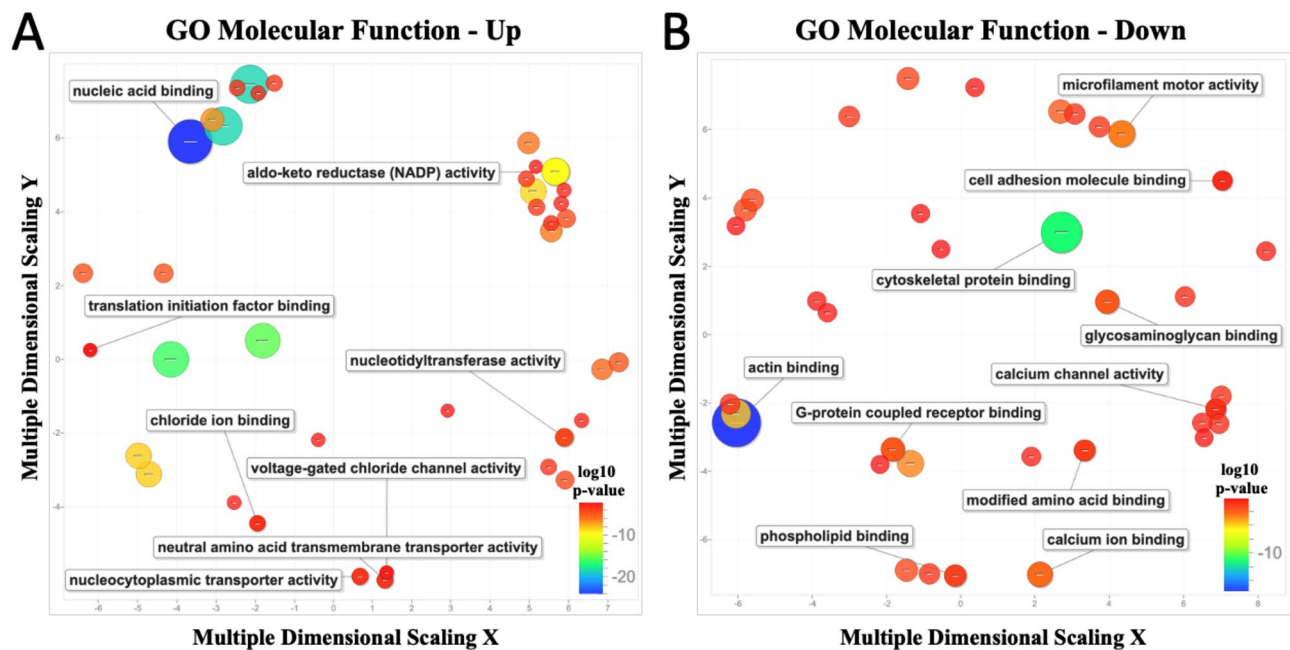 A
GO Molecular Function - Up
Multiple Dimensional Scaling Y
6
4
2
0
-2
-4
nucleic acid binding
aldo-keto reductase (NADP) activity
translation initiation factor binding
nucleotidyltransferase activity
chloride ion binding
voltage-gated chloride channel activity
neutral amino acid transmembrane transporter activity
nucleocytoplasmic transporter activity
log10
p-value
-10
-20
-6 -5 -4 -3 -2 -1 0 1 2 3 4 5 6 7
Multiple Dimensional Scaling X
B
GO Molecular Function - Down
Multiple Dimensional Scaling Y
6
4
2
0
-2
-4
-6
microfilament motor activity
cell adhesion molecule binding
cytoskeletal protein binding
glycosaminoglycan binding
actin binding
calcium channel activity
G-protein coupled receptor binding
modified amino acid binding
phospholipid binding
calcium ion binding
log10
p-value
-10
-6 -4 -2 0 2 4 6 8
Multiple Dimensional Scaling X